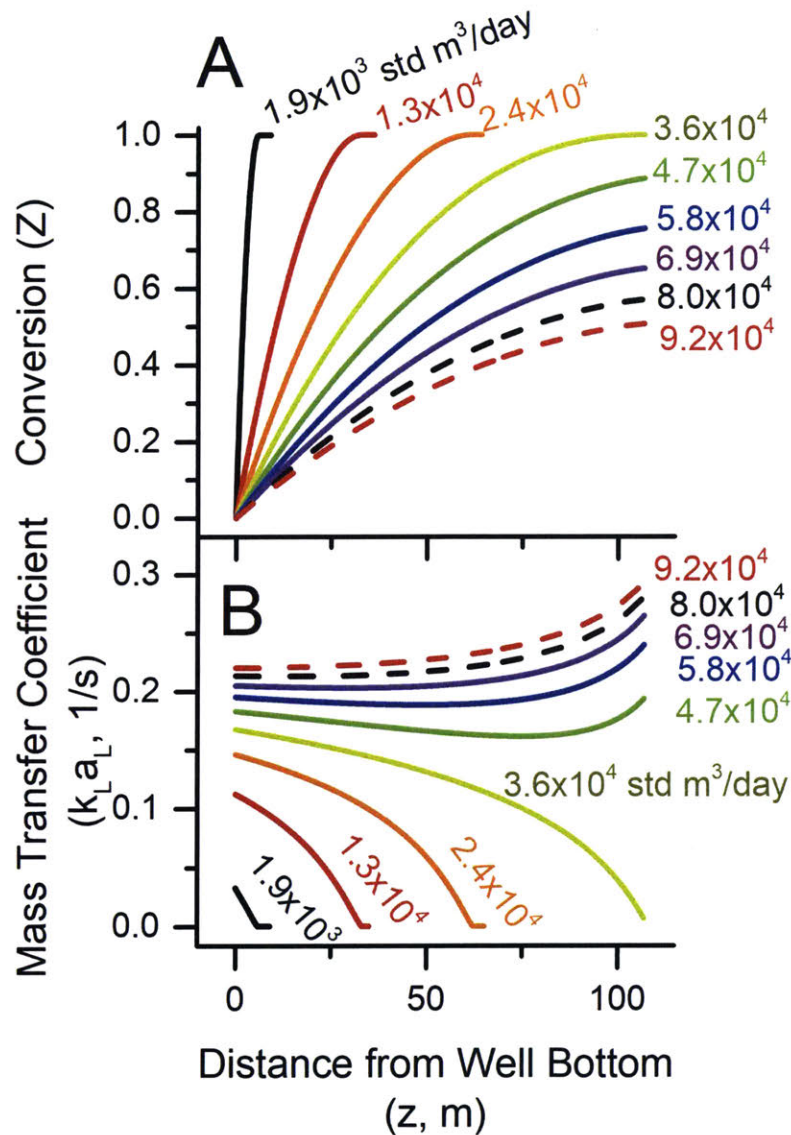 A
1.9x10³ std m³/day
1.3x10⁴
2.4x10⁴
3.6x10⁴
4.7x10⁴
5.8x10⁴
6.9x10⁴
8.0x10⁴
9.2x10⁴
1.0
0.8
0.6
0.4
0.2
0.0
Conversion (Z)
B
9.2x10⁴
8.0x10⁴
6.9x10⁴
5.8x10⁴
4.7x10⁴
3.6x10⁴ std m³/day
2.4x10⁴
1.3x10⁴
1.9x10³
0.3
0.2
0.1
0.0
Mass Transfer Coefficient
(k_L a_L, 1/s)
0
50
100
Distance from Well Bottom
(z, m)